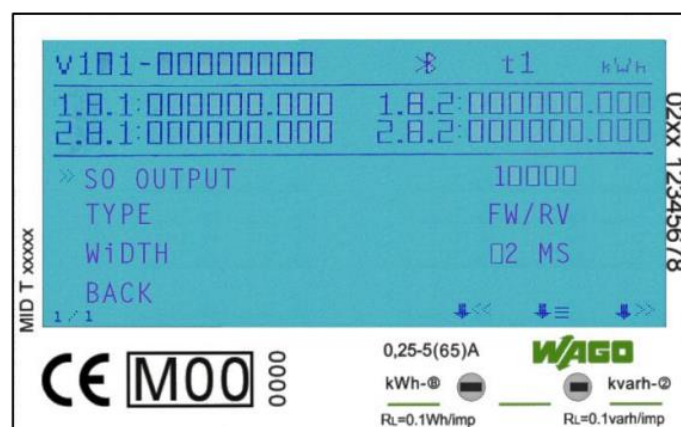 v101-00000000 t1 kWh
1.8.1:000000.000 1.8.2:000000.000
2.8.1:000000.000 2.8.2:000000.000
» SO OUTPUT 10000
TYPE FW/RV
WiDTH 02 MS
BACK
1/1 << ≡ >>
02xx 12345678
MID T xxxxx
CE M00 0000
0,25-5(65)A WAGO
kWh-⑧ kvarh-②
RL=0.1Wh/imp RL=0.1varh/imp